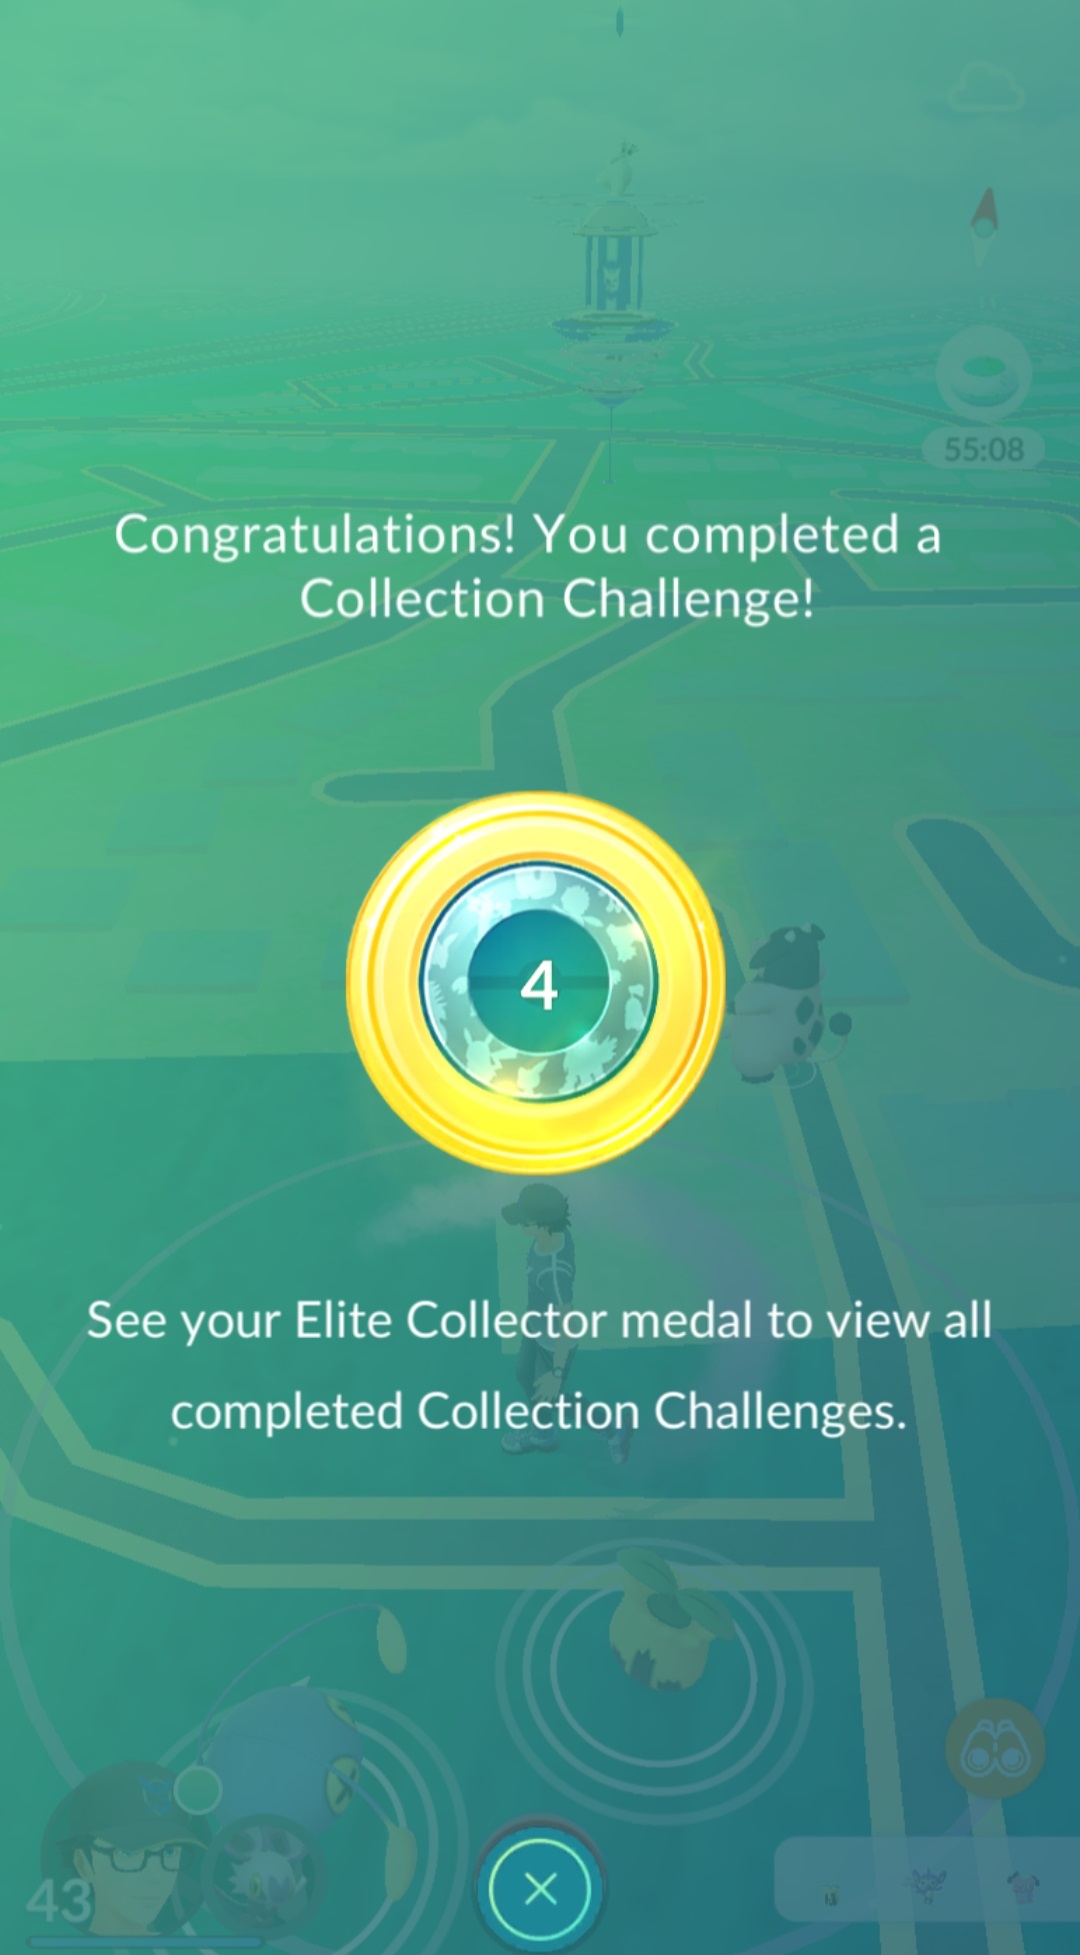 55:08
Congratulations! You completed a
Collection Challenge!
4
See your Elite Collector medal to view all
completed Collection Challenges.
43